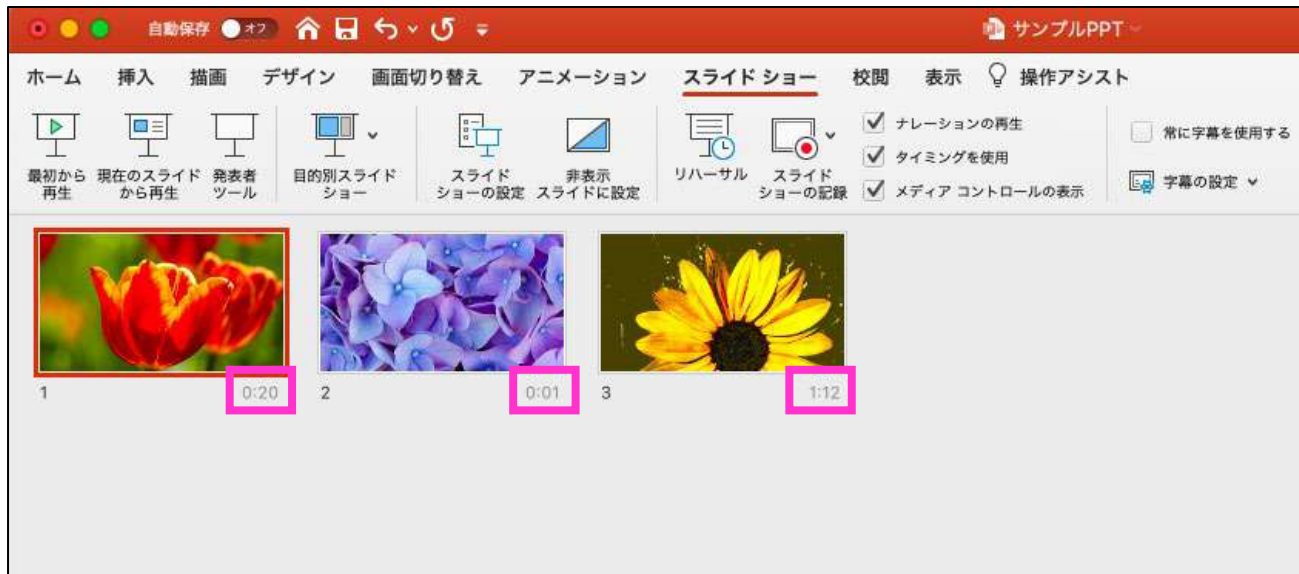 自動保存 オフ サンプルPPT
ホーム 挿入 描画 デザイン 画面切り替え アニメーション スライド ショー 校閲 表示 操作アシスト
最初から
再生
現在のスライド
から再生
発表者
ツール
目的別スライド
ショー
スライド
ショーの設定
非表示
スライドに設定
リハーサル
スライド
ショーの記録
ナレーションの再生
タイミングを使用
メディア コントロールの表示
常に字幕を使用する
字幕の設定
1 0:20 2 0:01 3 1:12